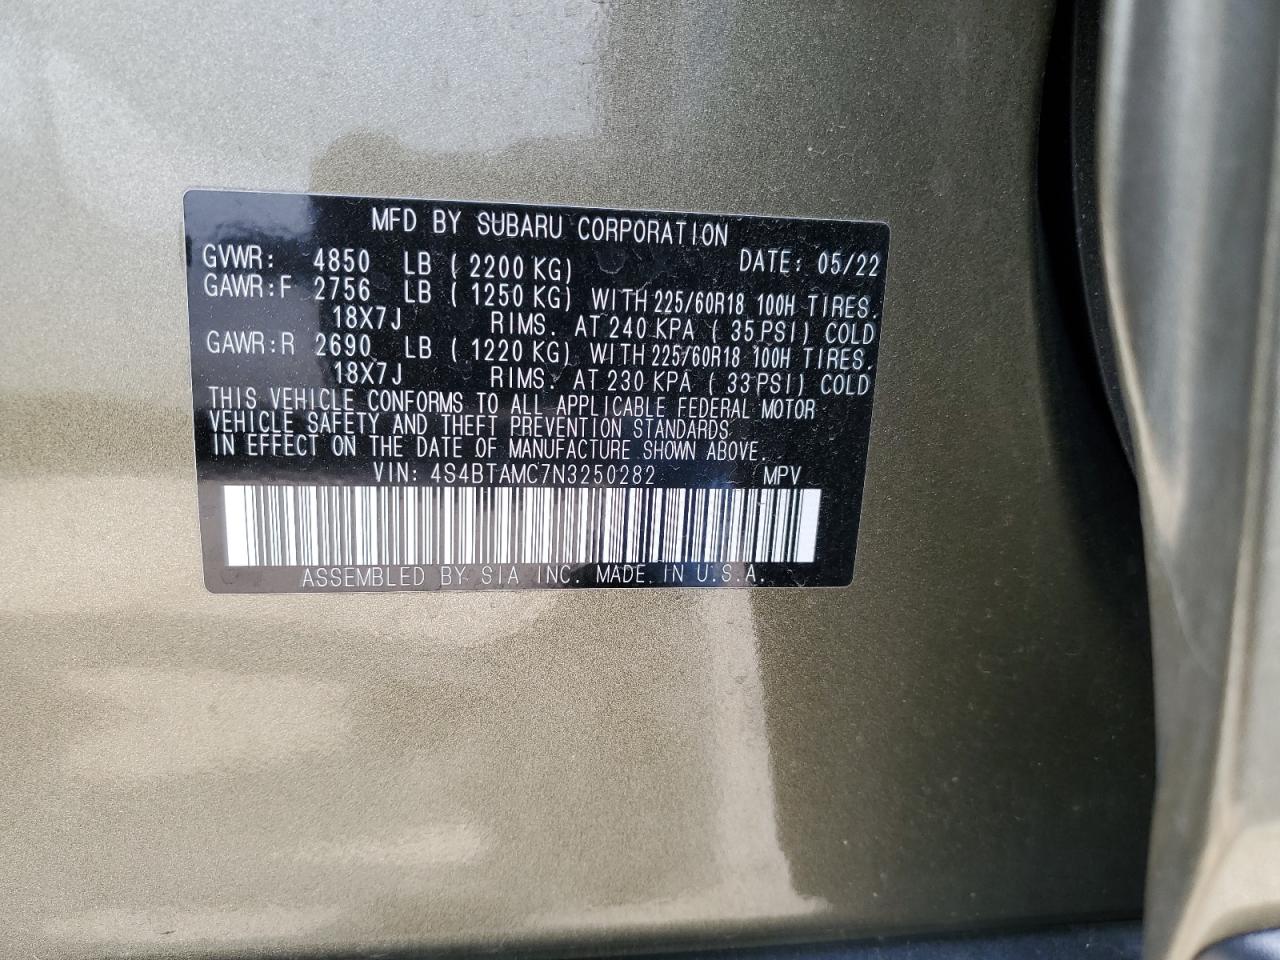 MFD BY SUBARU CORPORATION
GVWR: 4850 LB ( 2200 KG) DATE: 05/22
GAWR:F 2756 LB ( 1250 KG) WITH 225/60R18 100H TIRES.
18X7J RIMS. AT 240 KPA ( 35 PSI) COLD
GAWR:R 2690 LB ( 1220 KG) WITH 225/60R18 100H TIRES.
18X7J RIMS. AT 230 KPA ( 33 PSI) COLD
THIS VEHICLE CONFORMS TO ALL APPLICABLE FEDERAL MOTOR
VEHICLE SAFETY AND THEFT PREVENTION STANDARDS
IN EFFECT ON THE DATE OF MANUFACTURE SHOWN ABOVE.
VIN: 4S4BTAMC7N3250282 MPV
ASSEMBLED BY SIA INC. MADE IN U.S.A.